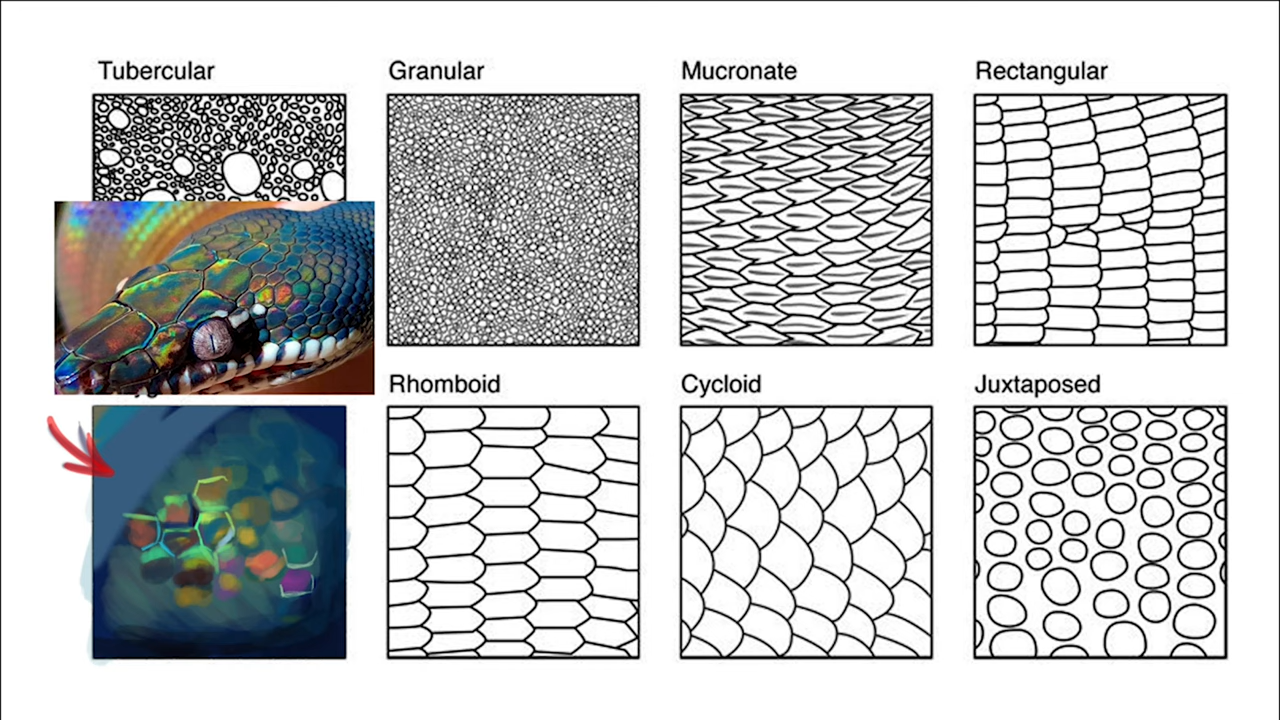 Tubercular
Granular
Mucronate
Rectangular
Rhomboid
Cycloid
Juxtaposed